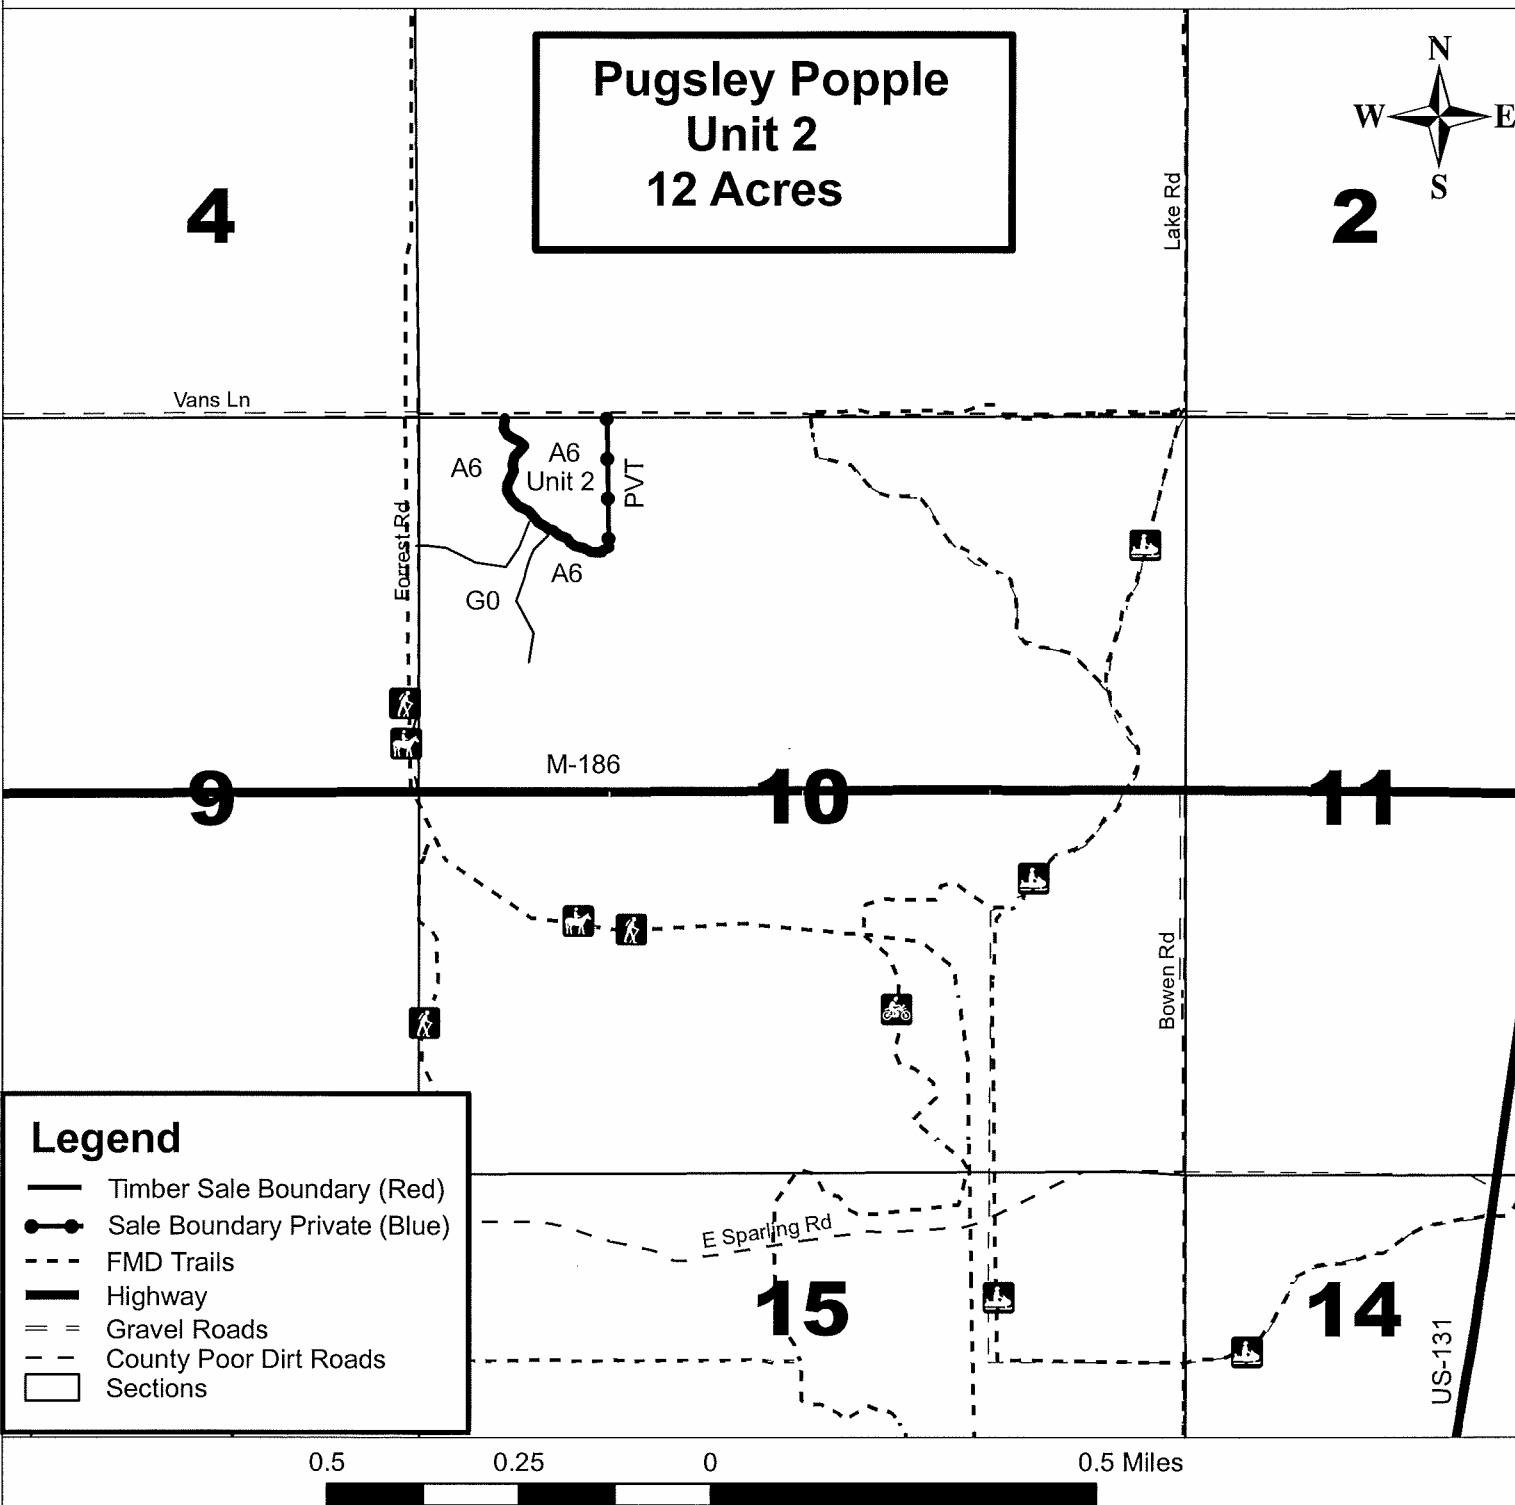 Pugsley Popple
Unit 2
12 Acres
N
W
E
S
4
2
Lake Rd
Vans Ln
A6
A6
Unit 2
PVT
Forrest Rd
A6
G0
M-186
9
10
11
Bowen Rd
Legend
Timber Sale Boundary (Red)
Sale Boundary Private (Blue)
FMD Trails
Highway
Gravel Roads
County Poor Dirt Roads
Sections
E Sparling Rd
15
14
US-131
0.5
0.25
0
0.5 Miles